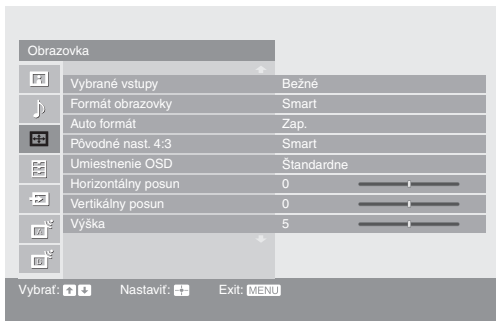 Obrazovka
Vybrané vstupy Bežné
Formát obrazovky Smart
Auto formát Zap.
Pôvodné nast. 4:3 Smart
Umiestnenie OSD Štandardne
Horizontálny posun 0
Vertikálny posun 0
Výška 5
Vybrať: Nastaviť: Exit: MENU